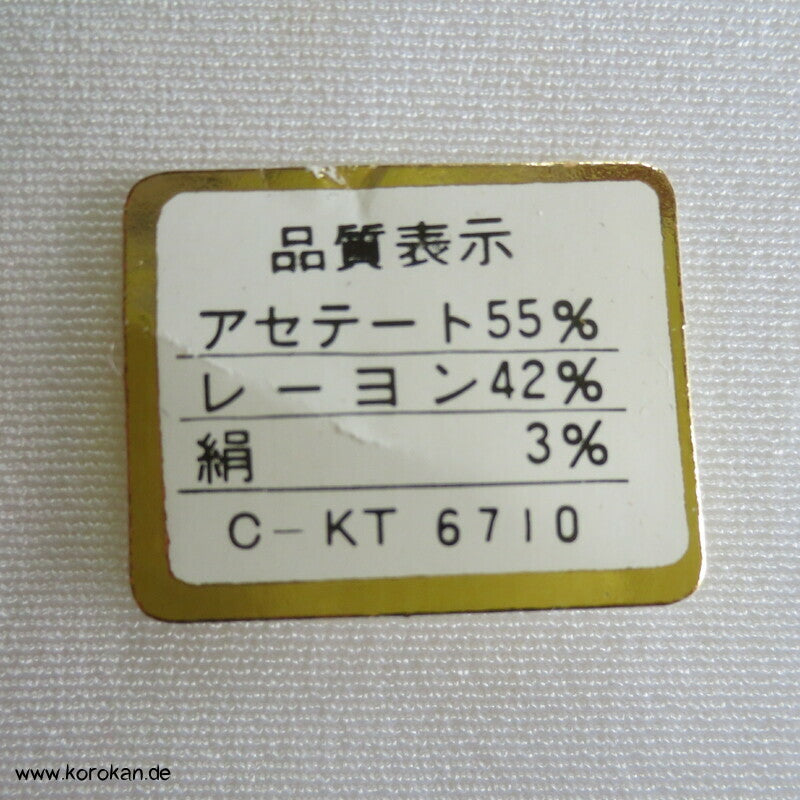 品質表示
アセテート55%
レーヨン42%
絹 3%
C-KT 6710
www.korokan.de